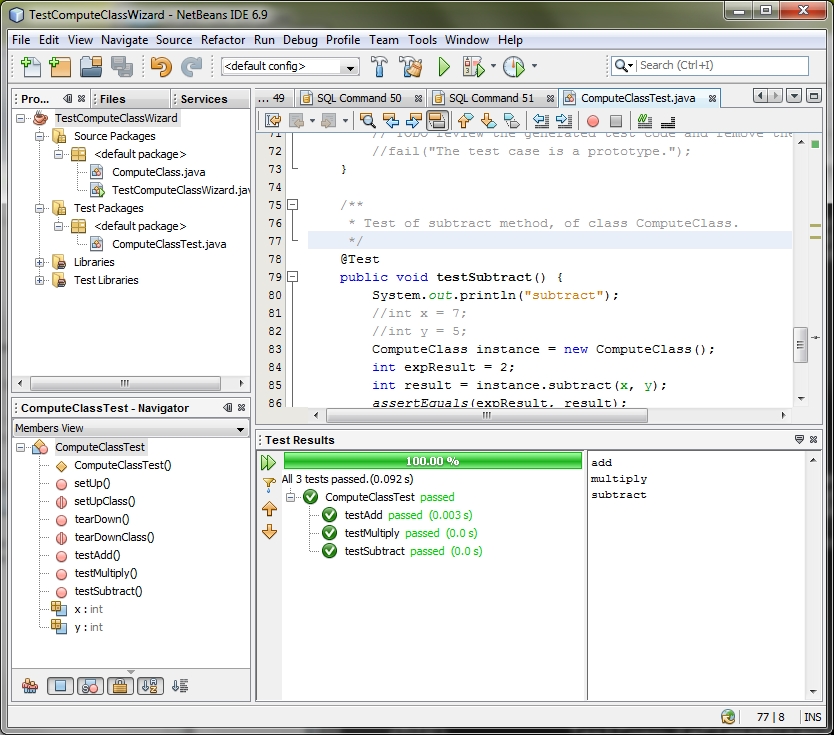 TestComputeClassWizard - NetBeans IDE 6.9
File Edit View Navigate Source Refactor Run Debug Profile Team Tools Window Help
<default config>
Search (Ctrl+I)
Pro... Files Services
TestComputeClassWizard
Source Packages
<default package>
ComputeClass.java
TestComputeClassWizard.jav
Test Packages
<default package>
ComputeClassTest.java
Libraries
Test Libraries
ComputeClassTest - Navigator
Members View
ComputeClassTest
ComputeClassTest()
setUp()
setUpClass()
tearDown()
tearDownClass()
testAdd()
testMultiply()
testSubtract()
x : int
y : int
... 49 SQL Command 50 SQL Command 51 ComputeClassTest.java
71 // TODO review the generated test code and remove the
72 //fail("The test case is a prototype.");
73 }
74
75 /**
76 * Test of subtract method, of class ComputeClass.
77 */
78 @Test
79 public void testSubtract() {
80 System.out.println("subtract");
81 //int x = 7;
82 //int y = 5;
83 ComputeClass instance = new ComputeClass();
84 int expResult = 2;
85 int result = instance.subtract(x, y);
86 assertEquals(expResult, result);
Test Results
100.00 %
All 3 tests passed.(0.092 s)
ComputeClassTest passed
testAdd passed (0.003 s)
testMultiply passed (0.0 s)
testSubtract passed (0.0 s)
add
multiply
subtract
77 | 8 INS